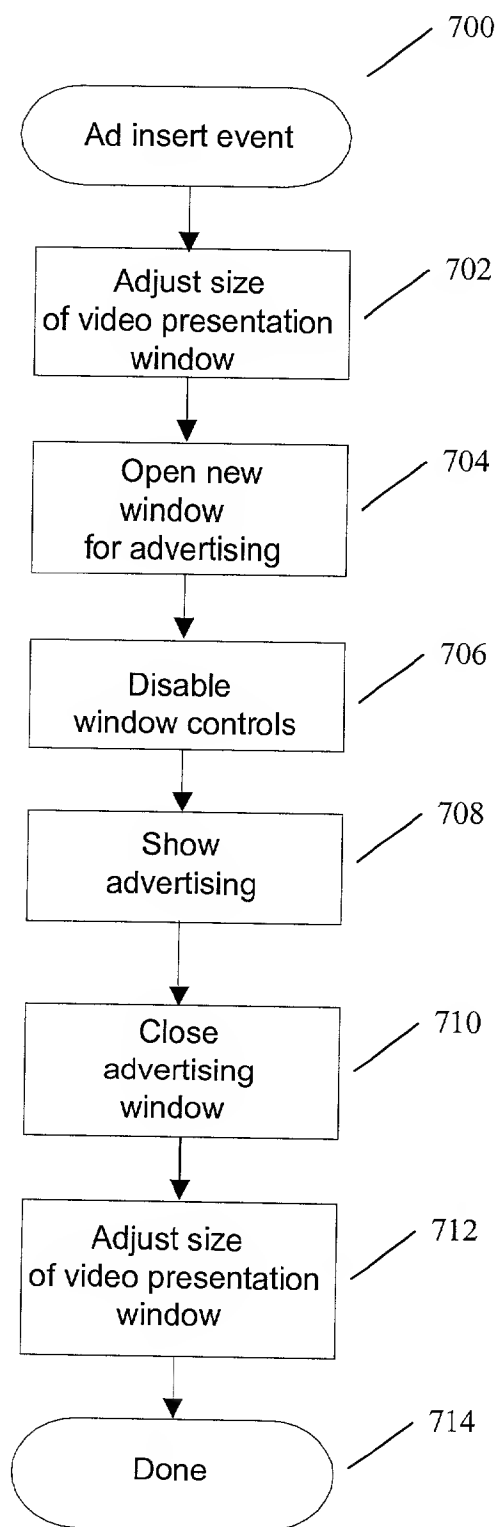 700
Ad insert event
702
Adjust size
of video presentation
window
704
Open new
window
for advertising
706
Disable
window controls
708
Show
advertising
710
Close
advertising
window
712
Adjust size
of video presentation
window
714
Done